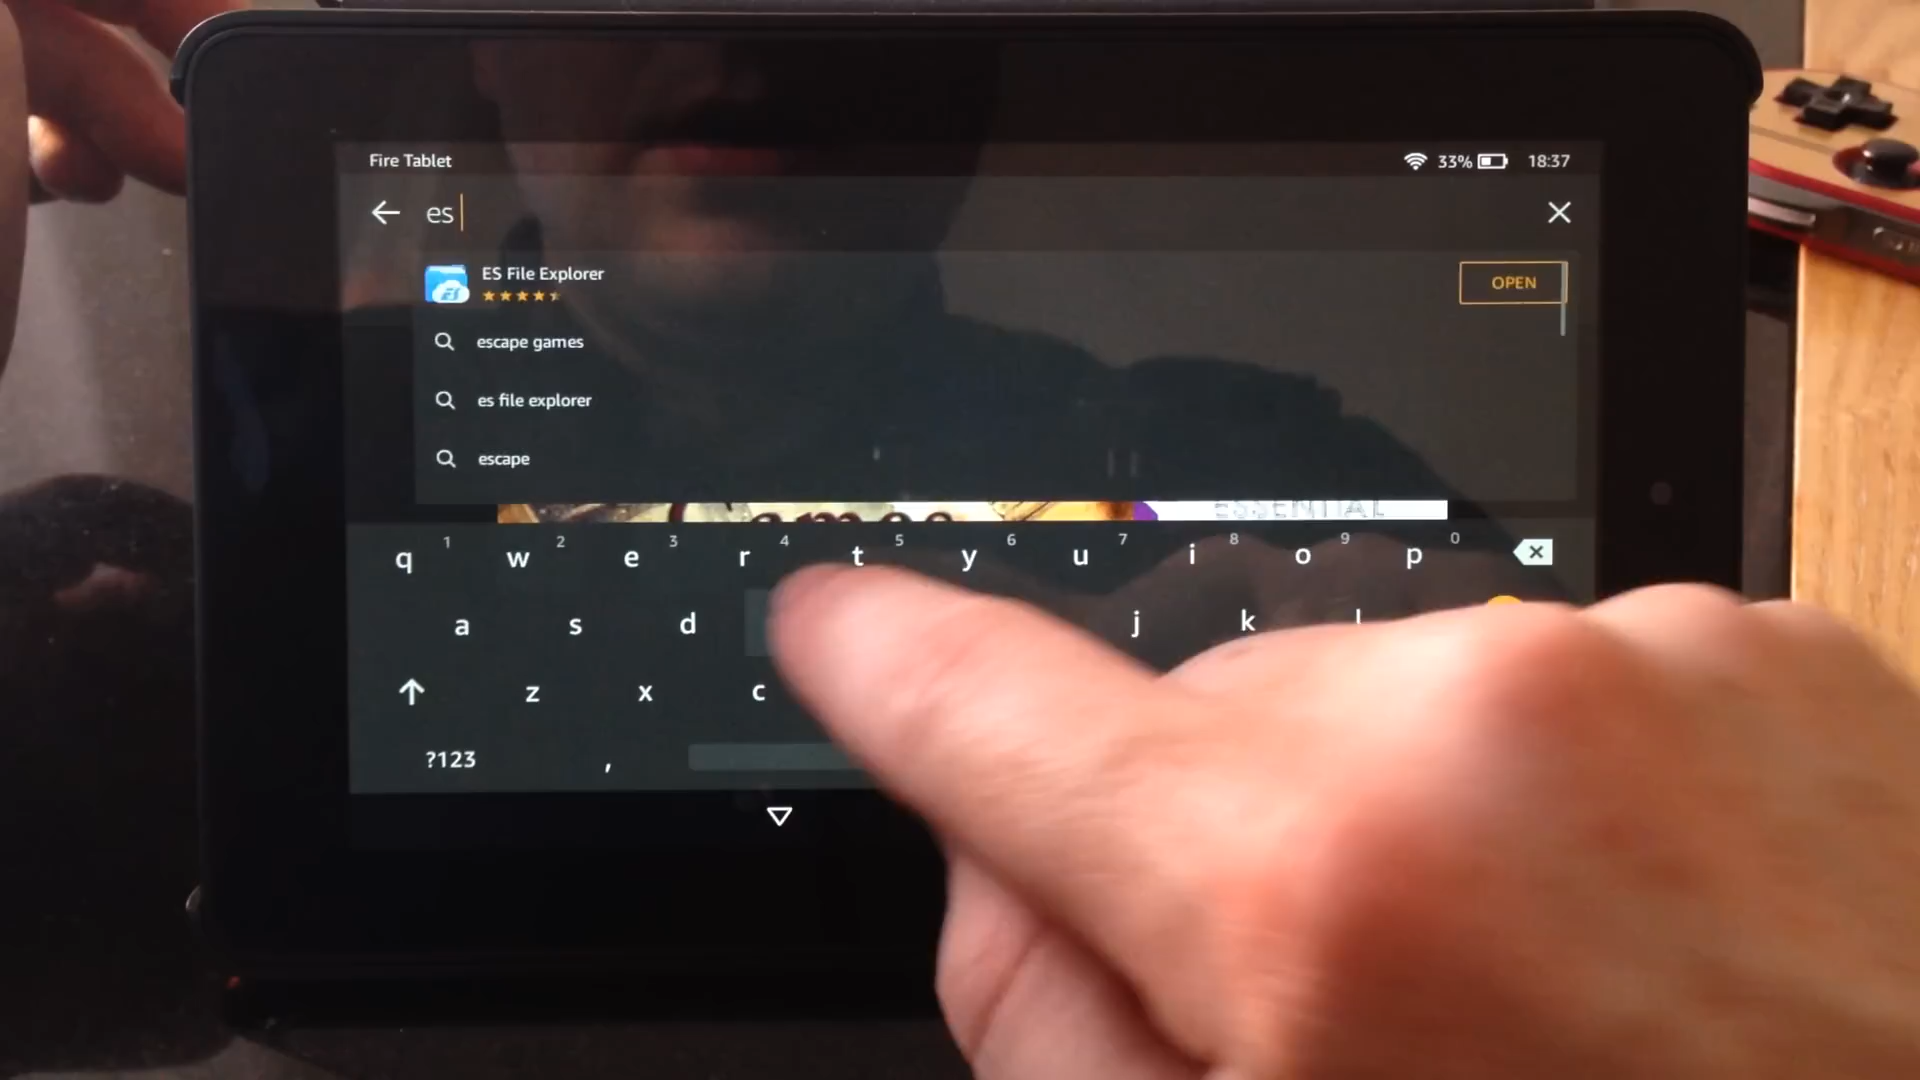 Fire Tablet 33% 18:37
es
ES File Explorer
OPEN
escape games
es file explorer
escape
ESSENTIAL
1 2 3 4 5 6 7 8 9 0
q w e r t y u i o p
a s d j k l
z x c
?123 ,